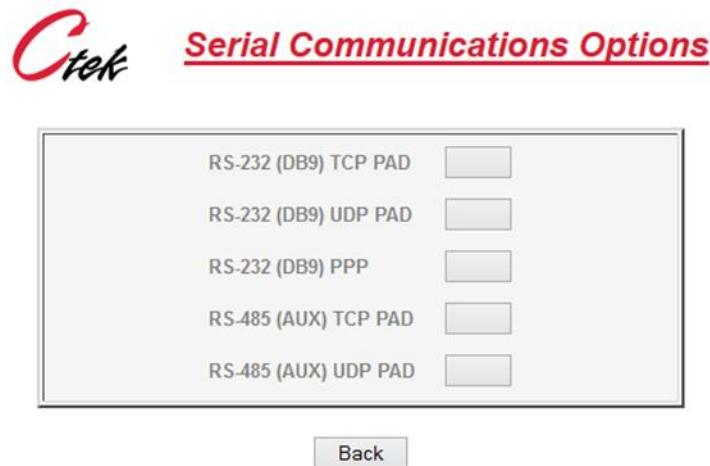 Ctek
Serial Communications Options
RS-232 (DB9) TCP PAD
RS-232 (DB9) UDP PAD
RS-232 (DB9) PPP
RS-485 (AUX) TCP PAD
RS-485 (AUX) UDP PAD
Back